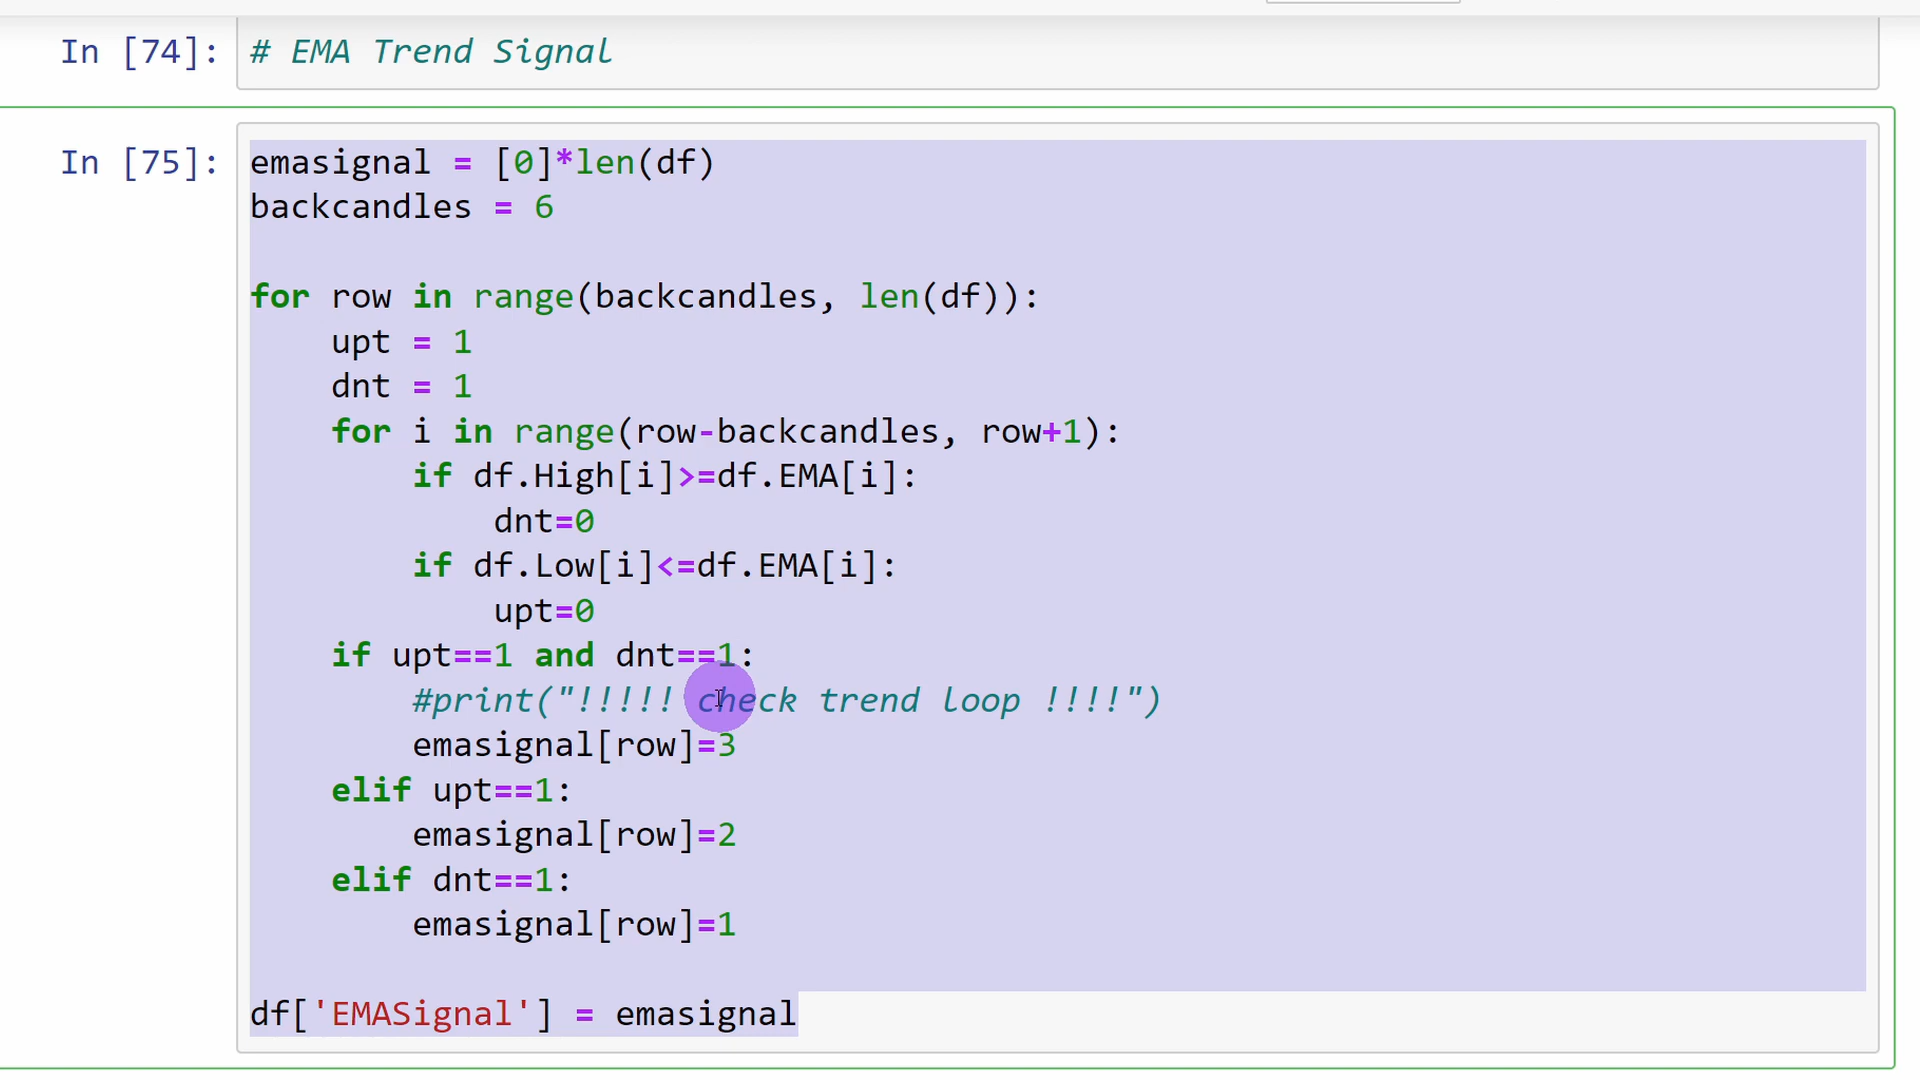 In [74]: # EMA Trend Signal
In [75]: emasignal = [0]*len(df)
backcandles = 6
for row in range(backcandles, len(df)):
    upt = 1
    dnt = 1
    for i in range(row-backcandles, row+1):
        if df.High[i]>=df.EMA[i]:
            dnt=0
        if df.Low[i]<=df.EMA[i]:
            upt=0
    if upt==1 and dnt==1:
        #print("!!!!! check trend loop !!!!")
        emasignal[row]=3
    elif upt==1:
        emasignal[row]=2
    elif dnt==1:
        emasignal[row]=1
df['EMASignal'] = emasignal